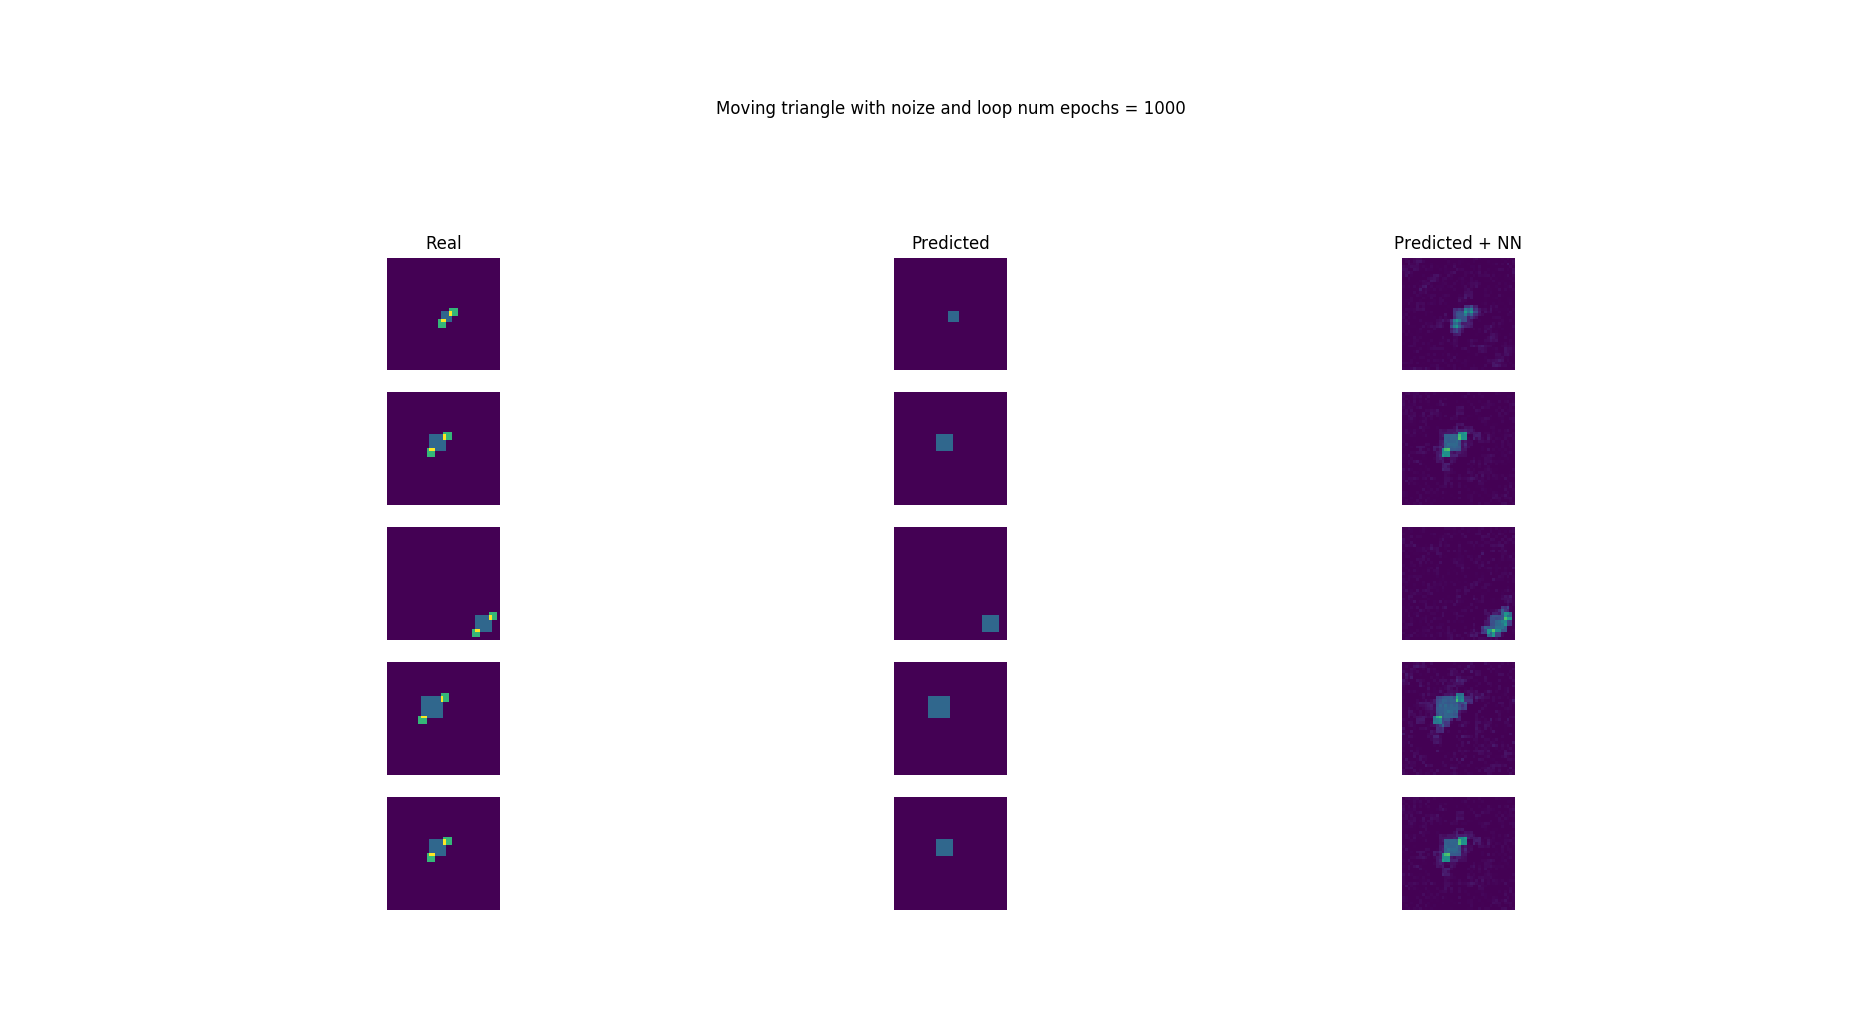 Moving triangle with noize and loop num epochs = 1000
Real
Predicted
Predicted + NN